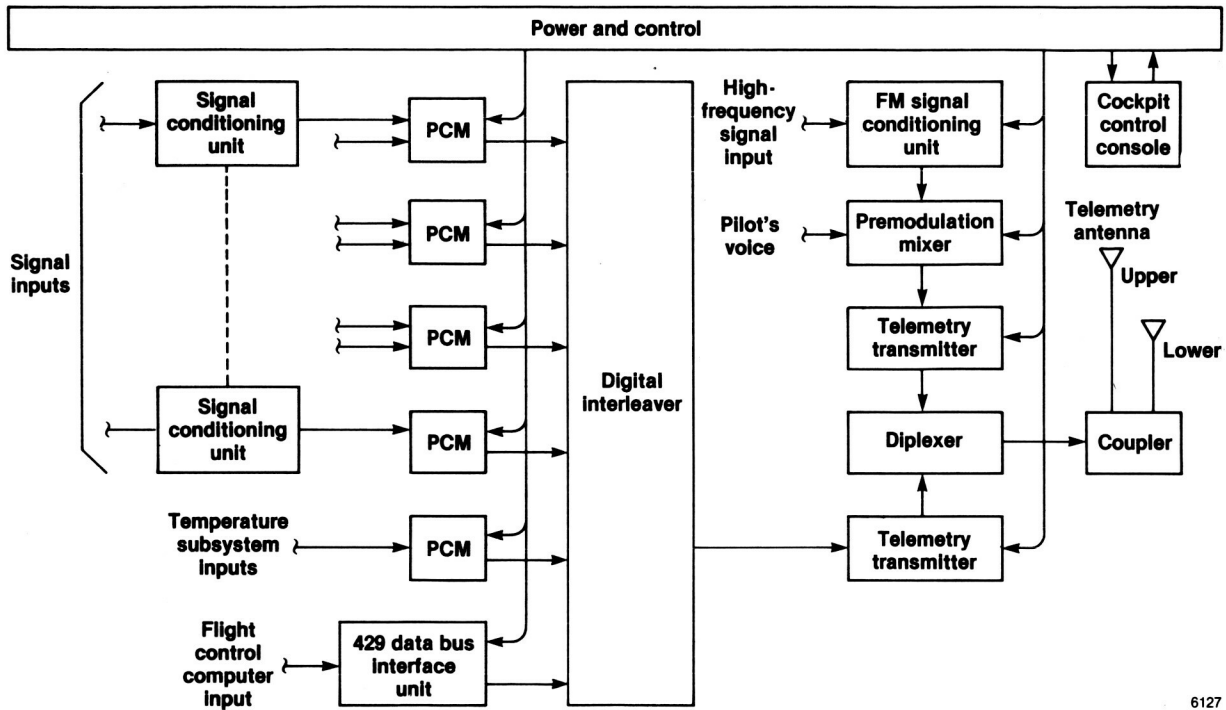 Power and control
Signal
conditioning
unit
PCM
High-
frequency
signal
input
FM signal
conditioning
unit
Cockpit
control
console
PCM
Pilot's
voice
Premodulation
mixer
Telemetry
antenna
Upper
Signal
inputs
PCM
Digital
interleaver
Telemetry
transmitter
Lower
Signal
conditioning
unit
PCM
Diplexer
Coupler
Temperature
subsystem
inputs
PCM
Telemetry
transmitter
Flight
control
computer
input
429 data bus
interface
unit
6127